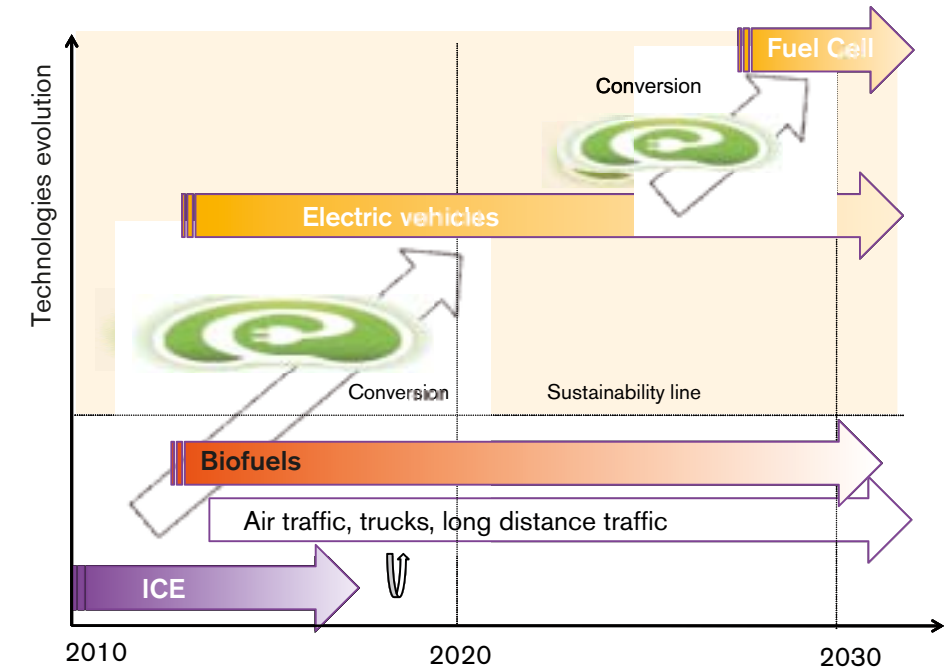 Fuel Cell
Conversion
Technologies evolution
Electric vehicles
Conversion
Sustainability line
Biofuels
Air traffic, trucks, long distance traffic
ICE
2010
2020
2030